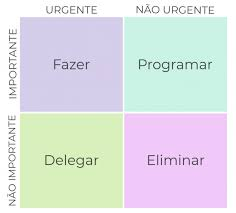 URGENTE NÃO URGENTE
IMPORTANTE
Fazer Programar
NÃO IMPORTANTE
Delegar Eliminar